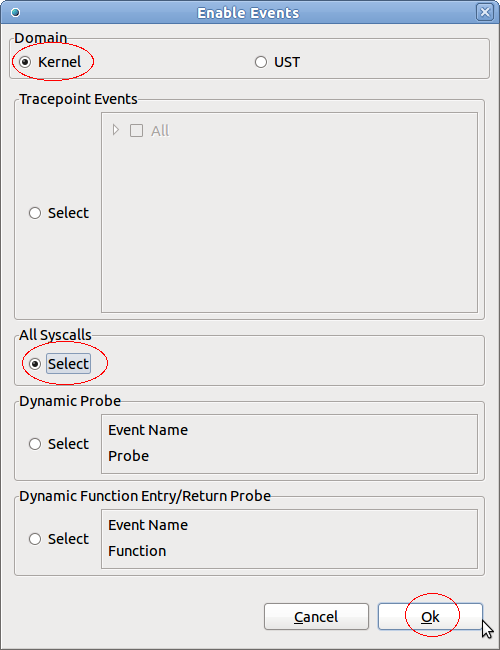 Enable Events
Domain
Kernel UST
Tracepoint Events
All
Select
All Syscalls
Select
Dynamic Probe
Event Name
Select
Probe
Dynamic Function Entry/Return Probe
Event Name
Select
Function
Cancel Ok